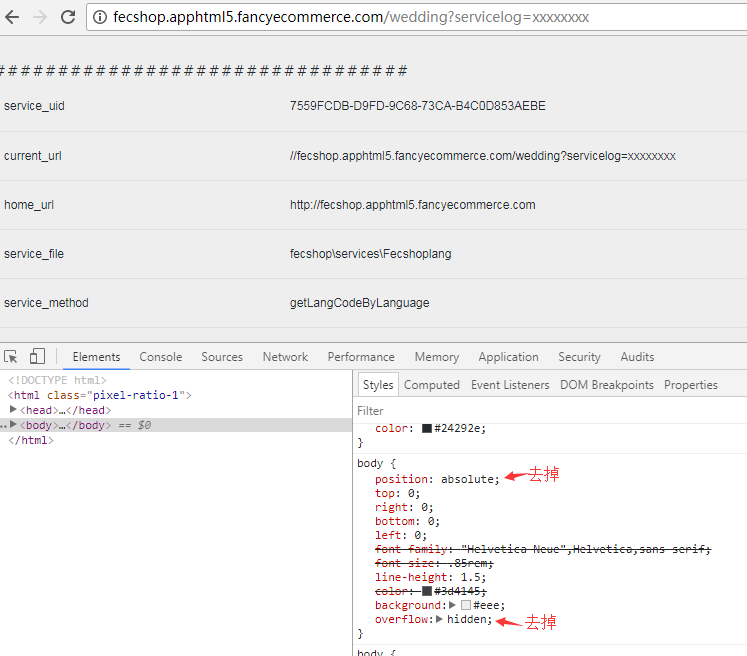 fecshop.apphtml5.fancyecommerce.com/wedding?servicelog=xxxxxxxx
##################################
service_uid 7559FCDB-D9FD-9C68-73CA-B4C0D853AEBE
current_url //fecshop.apphtml5.fancyecommerce.com/wedding?servicelog=xxxxxxxx
home_url http://fecshop.apphtml5.fancyecommerce.com
service_file fecshop\services\Fecshoplang
service_method getLangCodeByLanguage
Elements Console Sources Network Performance Memory Application Security Audits
<!DOCTYPE html>
<html class="pixel-ratio-1">
<head>…</head>
<body>…</body> == $0
</html>
Styles Computed Event Listeners DOM Breakpoints Properties
Filter
color: #24292e;
}
body {
position: absolute; 去掉
top: 0;
right: 0;
bottom: 0;
left: 0;
font-family: "Helvetica Neue",Helvetica,sans-serif;
font-size: .85rem;
line-height: 1.5;
color: #3d4145;
background: #eee;
overflow: hidden; 去掉
}
body {